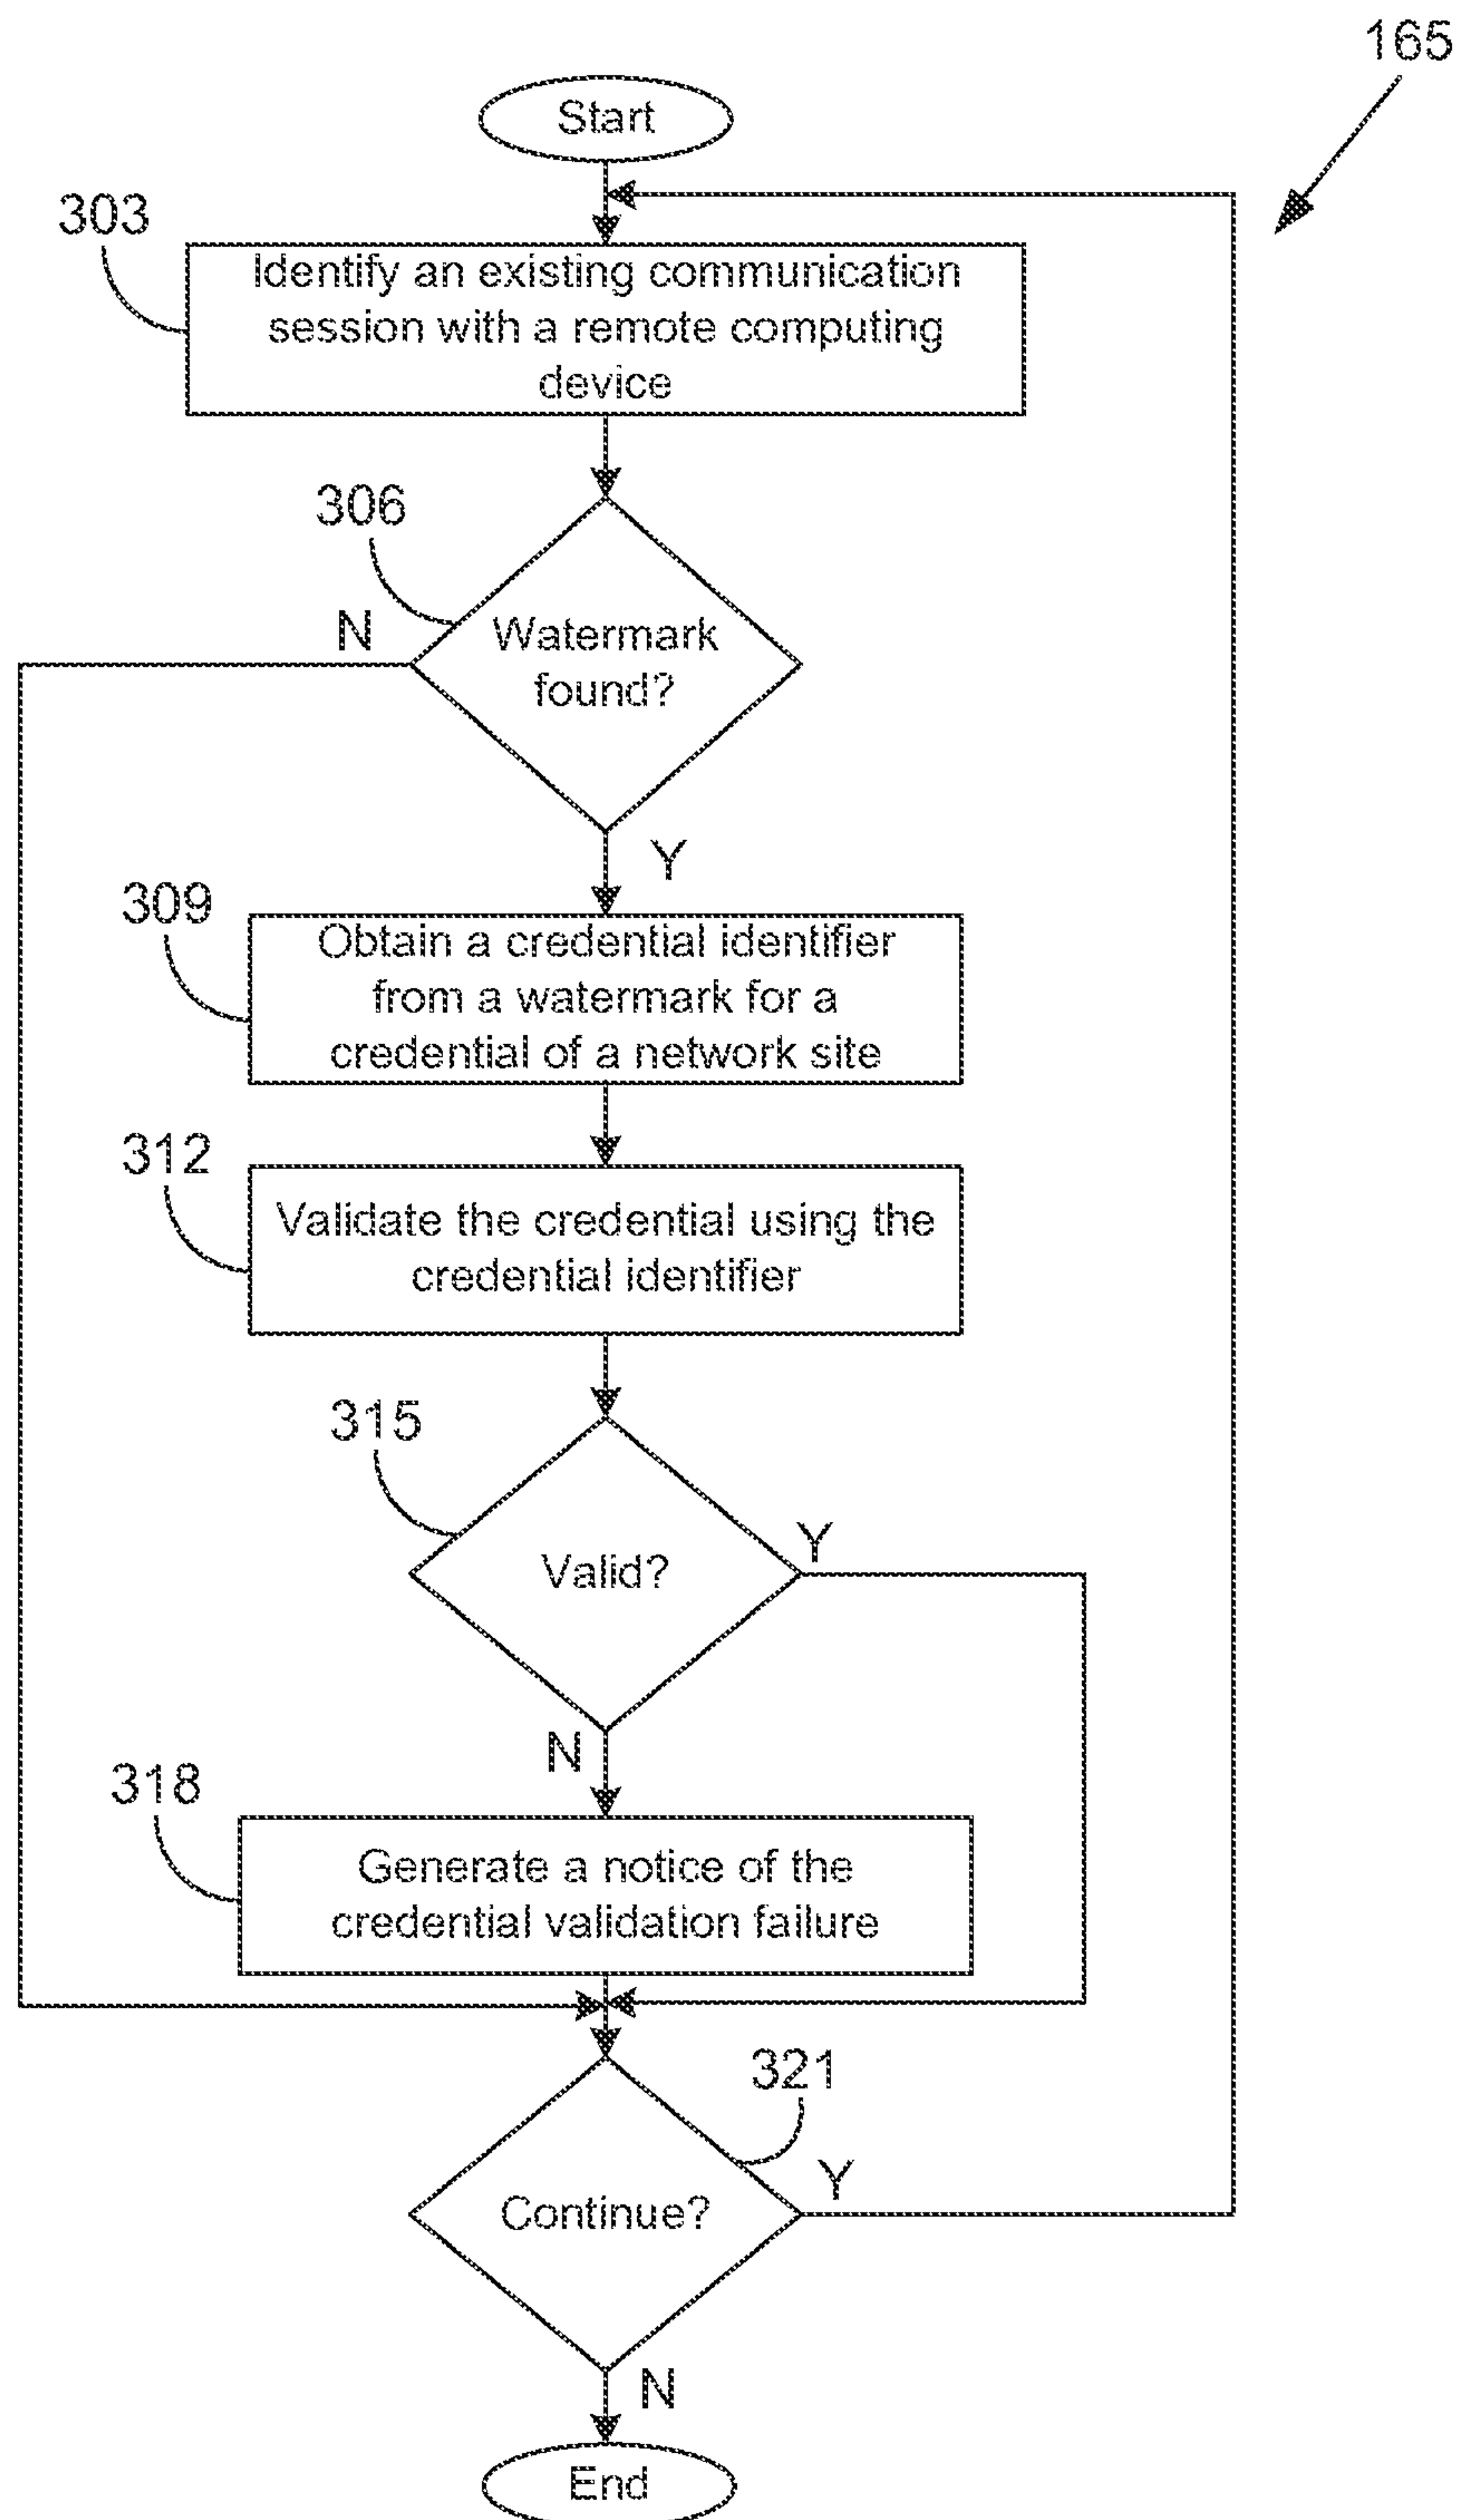 165
Start
303
Identify an existing communication
session with a remote computing
device
306
N
Watermark
found?
Y
309
Obtain a credential identifier
from a watermark for a
credential of a network site
312
Validate the credential using the
credential identifier
315
Y
Valid?
N
318
Generate a notice of the
credential validation failure
321
Y
Continue?
N
End